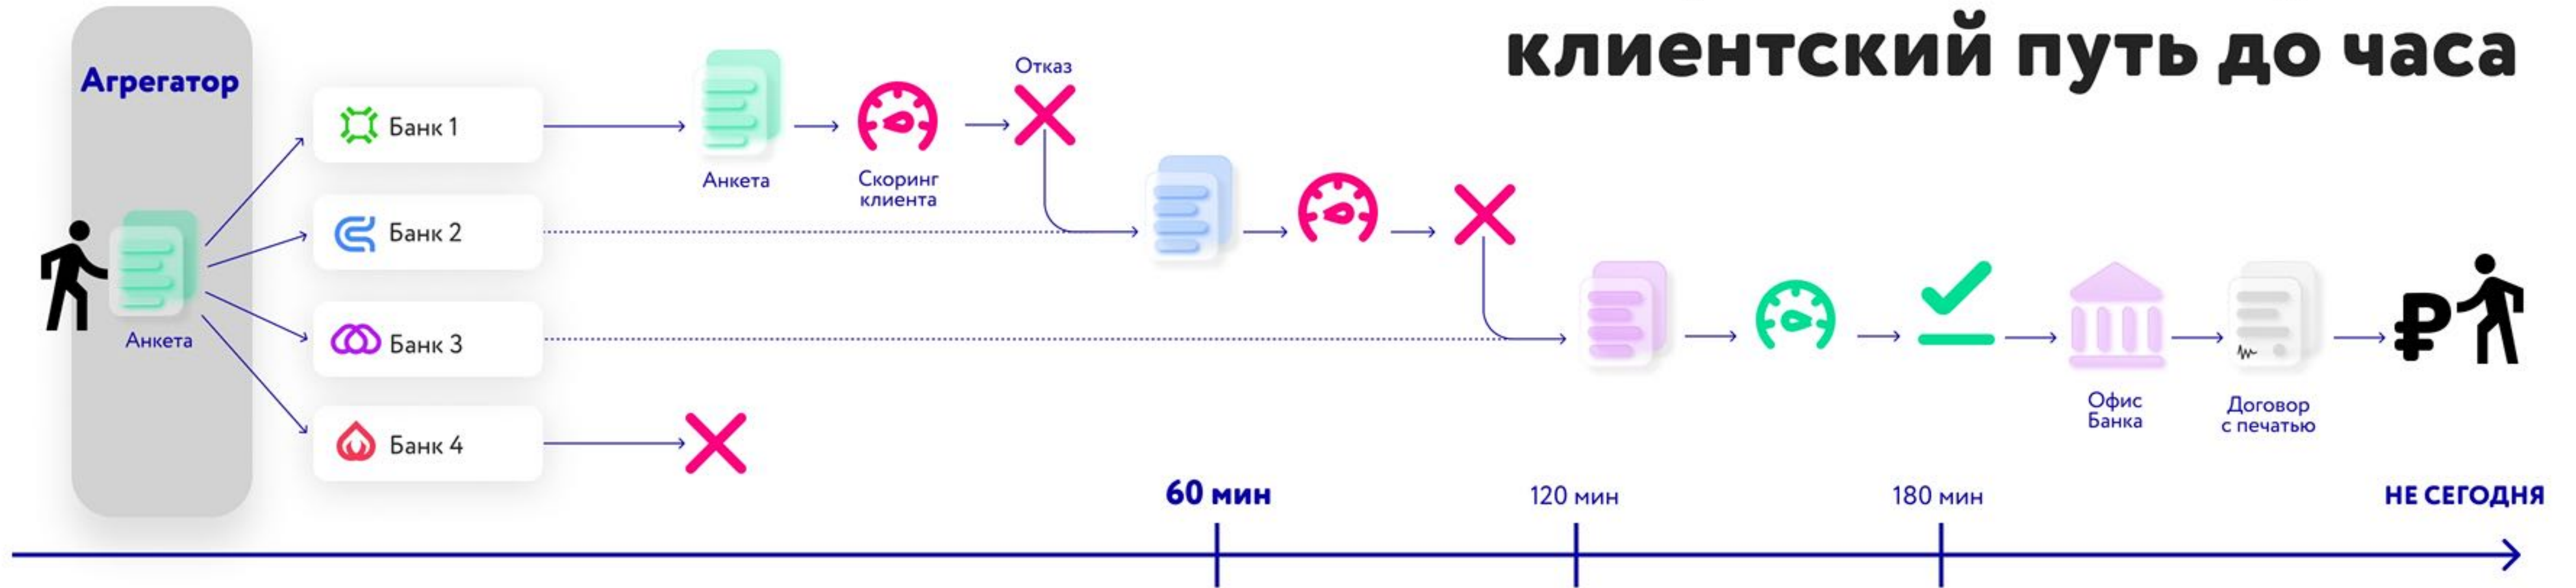 клиентский путь до часа
Агрегатор
Анкета
Банк 1
Банк 2
Банк 3
Банк 4
Анкета
Скоринг
клиента
Отказ
Офис
Банка
Договор
с печатью
60 мин
120 мин
180 мин
НЕ СЕГОДНЯ